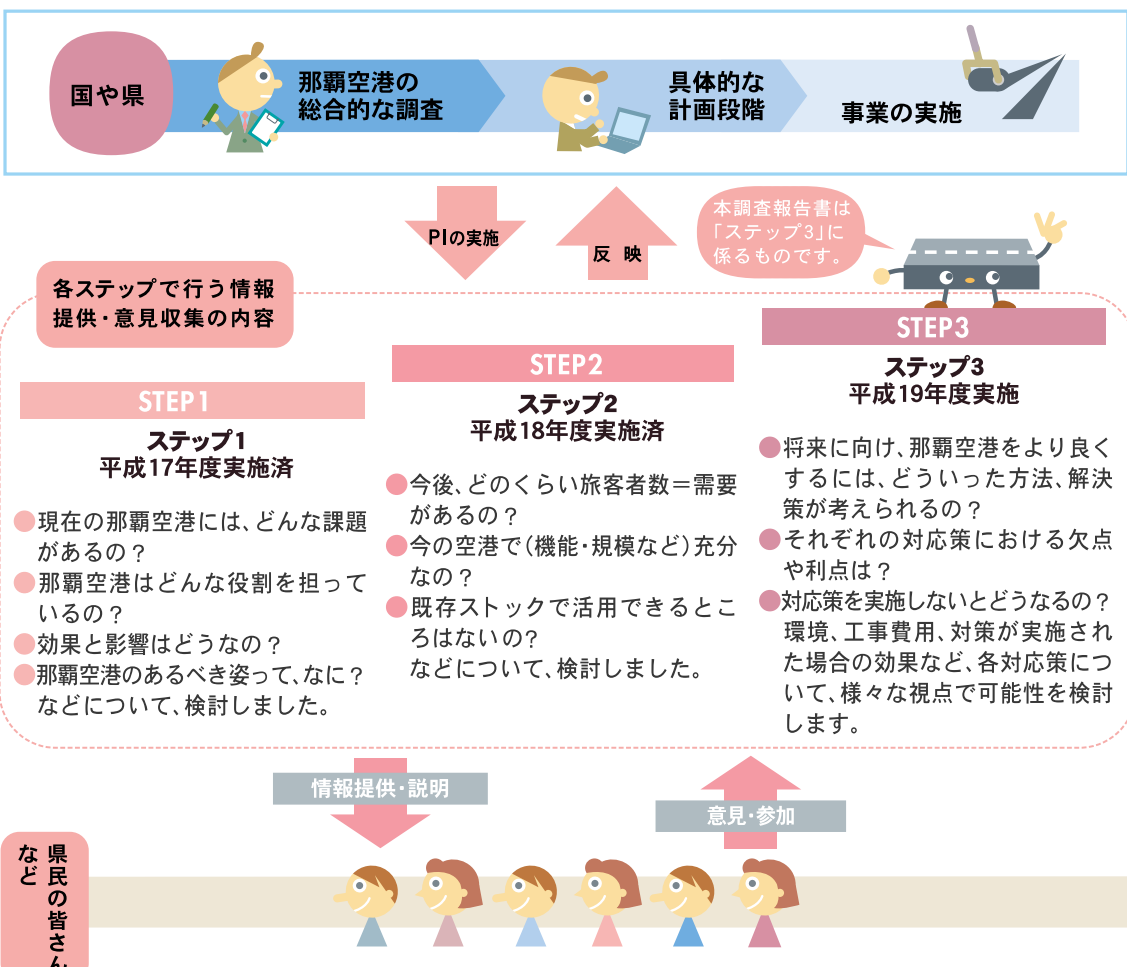 国や県
那覇空港の
総合的な調査
具体的な
計画段階
事業の実施
PIの実施
反 映
本調査報告書は
「ステップ3」に
係るものです。
各ステップで行う情報
提供・意見収集の内容
STEP1
ステップ1
平成17年度実施済
●現在の那覇空港には、どんな課題
があるの？
●那覇空港はどんな役割を担って
いるの？
●効果と影響はどうなの？
●那覇空港のあるべき姿って、なに？
などについて、検討しました。
STEP2
ステップ2
平成18年度実施済
●今後、どのくらい旅客者数＝需要
があるの？
●今の空港で(機能・規模など)充分
なの？
●既存ストックで活用できるとこ
ろはないの？
などについて、検討しました。
STEP3
ステップ3
平成19年度実施
●将来に向け、那覇空港をより良く
するには、どういった方法、解決
策が考えられるの？
●それぞれの対応策における欠点
や利点は？
●対応策を実施しないとどうなるの？
環境、工事費用、対策が実施され
た場合の効果など、各対応策につ
いて、様々な視点で可能性を検討
します。
情報提供・説明
意見・参加
県民の皆さん
など